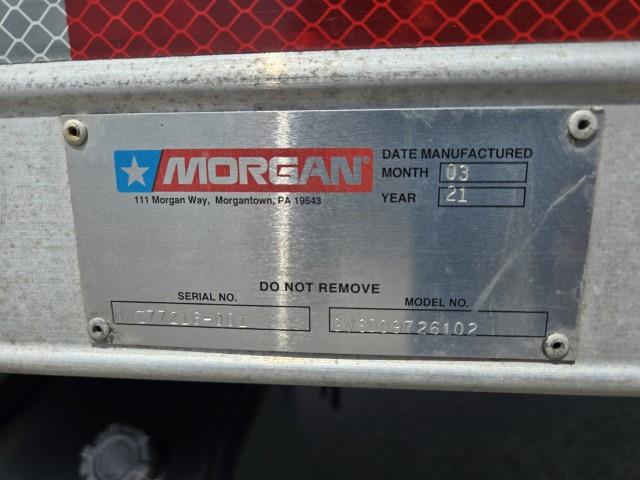 MORGAN®
111 Morgan Way, Morgantown, PA 19543
DATE MANUFACTURED
MONTH 03
YEAR 21
DO NOT REMOVE
SERIAL NO.
MODEL NO.